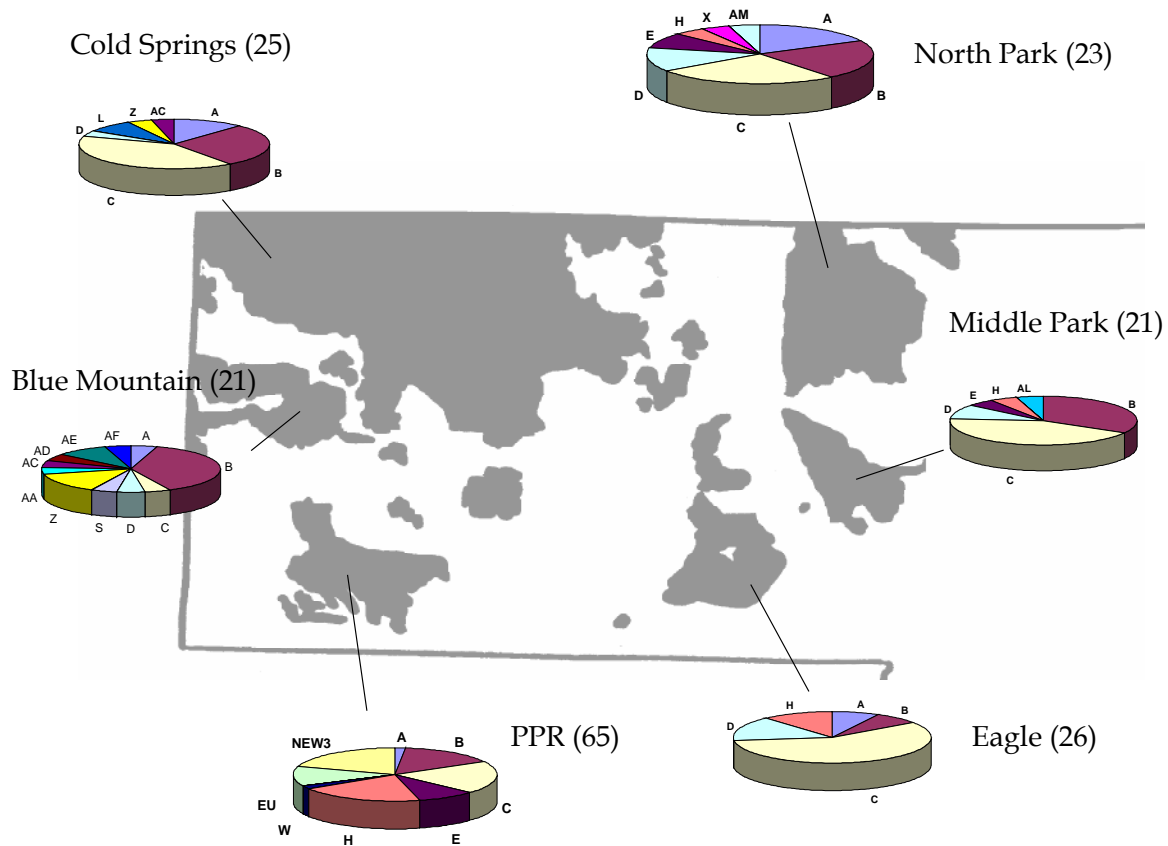 Cold Springs (25)
L Z AC A
D
B
C
H X AM A
E
D B
C
North Park (23)
Middle Park (21)
D E H AL B
C
Blue Mountain (21)
AE AF A
AD
AC B
AA
Z S D C
NEW3 A B
EU C
W H E
PPR (65)
H A B
D
C
Eagle (26)